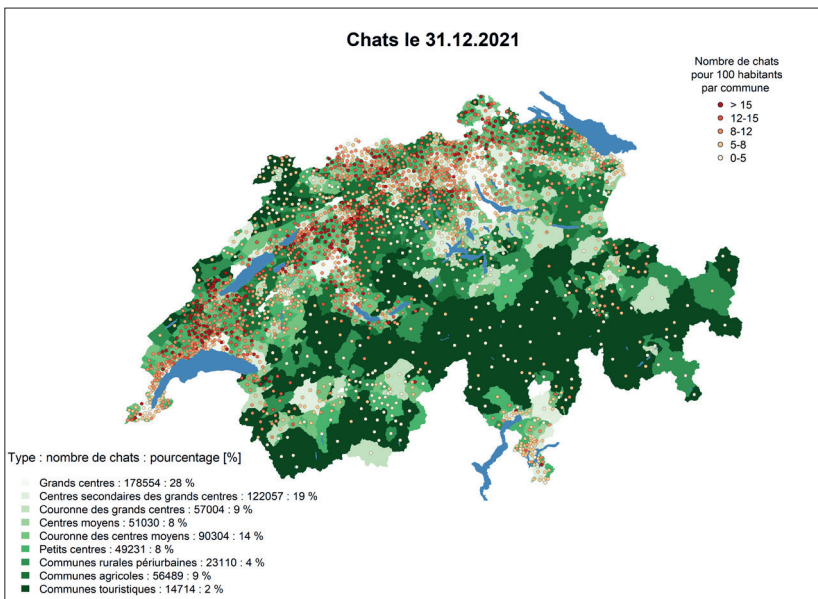 Chats le 31.12.2021
Nombre de chats
pour 100 habitants
par commune
> 15
12-15
8-12
5-8
0-5
Type : nombre de chats : pourcentage [%]
Grands centres : 178554 : 28 %
Centres secondaires des grands centres : 122057 : 19 %
Couronne des grands centres : 57004 : 9 %
Centres moyens : 51030 : 8 %
Couronne des centres moyens : 90304 : 14 %
Petits centres : 49231 : 8 %
Communes rurales périurbaines : 23110 : 4 %
Communes agricoles : 56489 : 9 %
Communes touristiques : 14714 : 2 %